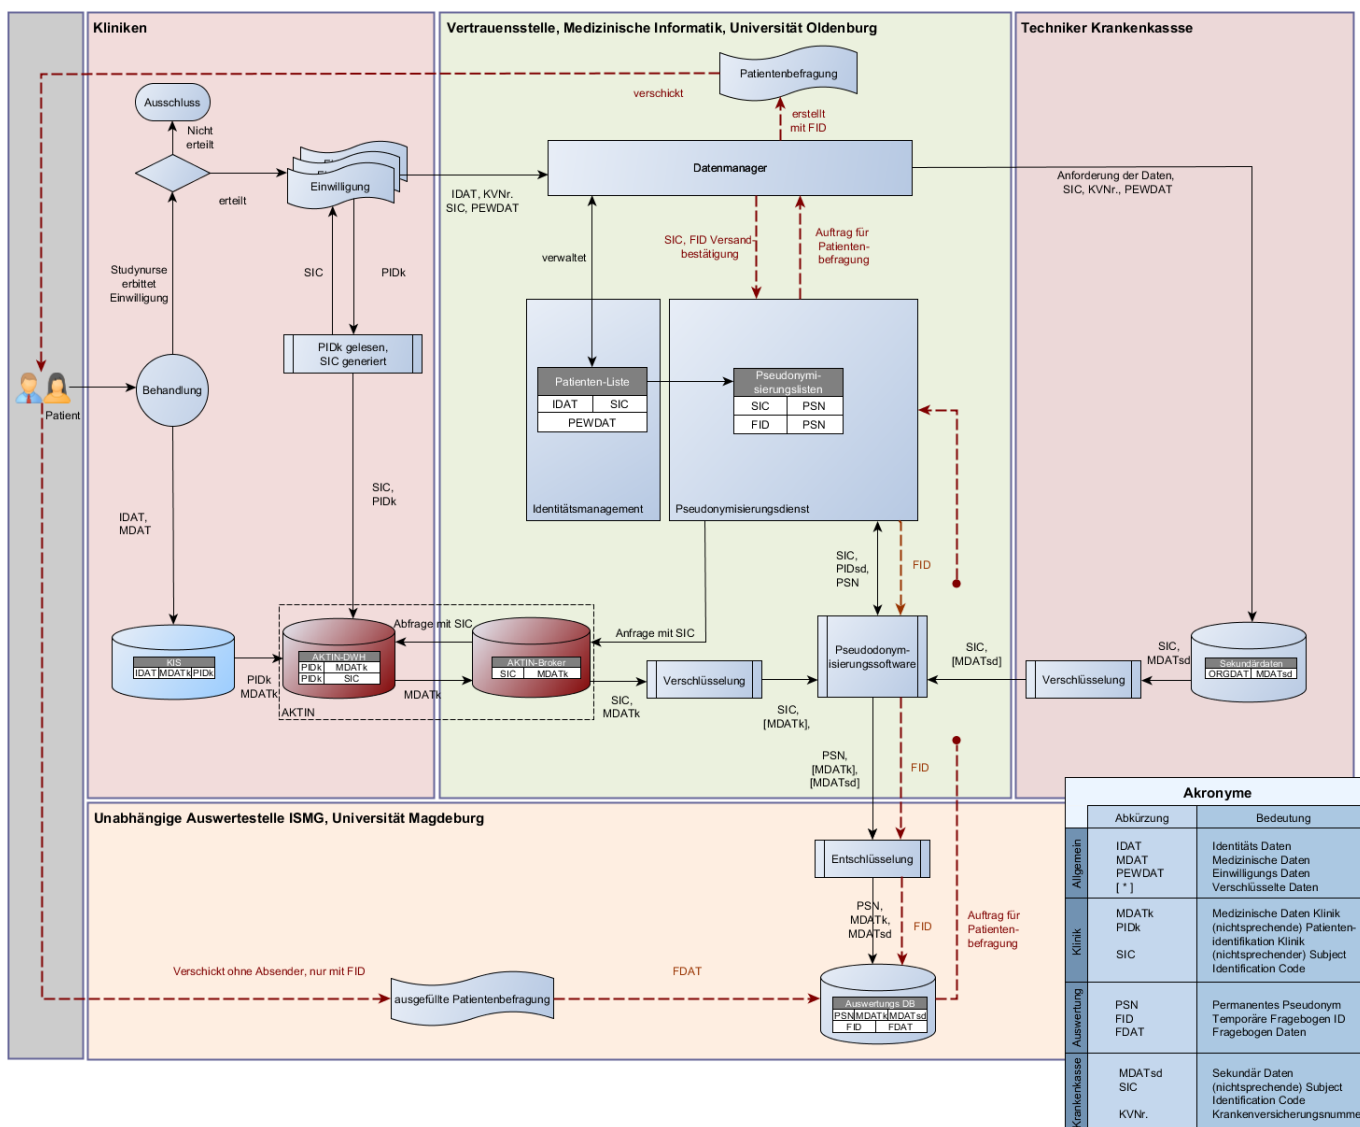 Kliniken
Vertrauensstelle, Medizinische Informatik, Universität Oldenburg
Techniker Krankenkassse
Patientenbefragung
verschickt
erstellt
mit FID
Ausschluss
Nicht
erteilt
erteilt
Einwilligung
IDAT, KVNr.
SIC, PEWDAT
Datenmanager
Anforderung der Daten,
SIC, KVNr., PEWDAT
Studynurse
erbittet
Einwilligung
SIC
PIDk
verwaltet
SIC, FID Versand-
bestätigung
Auftrag für
Patienten-
befragung
PIDk gelesen,
SIC generiert
Patient
Behandlung
Patienten-Liste
IDAT
SIC
PEWDAT
Identitätsmanagement
Pseudonymi-
sierungslisten
SIC
PSN
FID
PSN
Pseudonymisierungsdienst
IDAT,
MDAT
SIC,
PIDk
SIC,
PIDsd,
PSN
FID
KIS
IDAT
MDATk
PIDk
PIDk
MDATk
AKTIN-DWH
PIDk
MDATk
PIDk
SIC
AKTIN
Abfrage mit SIC
MDATk
AKTIN-Broker
SIC
MDATk
Anfrage mit SIC
SIC,
MDATk
Verschlüsselung
SIC,
[MDATk],
Pseudodonym-
isierungssoftware
SIC,
[MDATsd]
Verschlüsselung
SIC,
MDATsd
Sekundärdaten
ORGDAT
MDATsd
PSN,
[MDATk],
[MDATsd]
FID
Unabhängige Auswertestelle ISMG, Universität Magdeburg
Entschlüsselung
PSN,
MDATk,
MDATsd
FID
Auftrag für
Patienten-
befragung
Verschickt ohne Absender, nur mit FID
ausgefüllte Patientenbefragung
FDAT
Auswertungs DB
PSN
MDATk
MDATsd
FID
FDAT
Akronyme
Abkürzung
Bedeutung
Allgemein
IDAT
Identitäts Daten
MDAT
Medizinische Daten
PEWDAT
Einwilligungs Daten
[ * ]
Verschlüsselte Daten
Klinik
MDATk
Medizinische Daten Klinik
PIDk
(nichtsprechende) Patienten-
identifikation Klinik
SIC
(nichtsprechender) Subject
Identification Code
Auswertung
PSN
Permanentes Pseudonym
FID
Temporäre Fragebogen ID
FDAT
Fragebogen Daten
Krankenkasse
MDATsd
Sekundär Daten
SIC
(nichtsprechende) Subject
Identification Code
KVNr.
Krankenversicherungsnumme